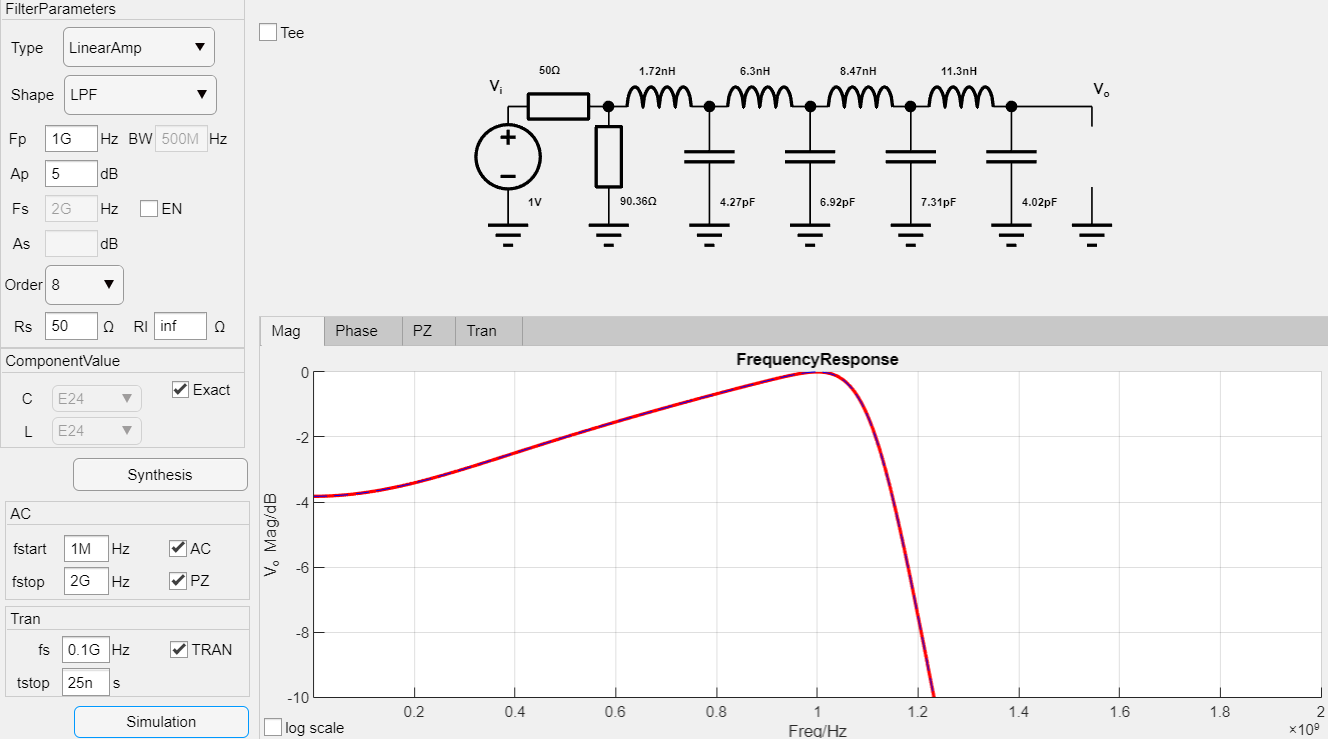 FilterParameters
Type LinearAmp
Shape LPF
Fp 1G Hz BW 500M Hz
Ap 5 dB
Fs 2G Hz EN
As dB
Order 8
Rs 50 Ω Rl inf Ω
ComponentValue
C E24 Exact
L E24
Synthesis
AC
fstart 1M Hz AC
fstop 2G Hz PZ
Tran
fs 0.1G Hz TRAN
tstop 25n s
Simulation
Tee
50Ω 1.72nH 6.3nH 8.47nH 11.3nH
Vi Vo
1V 90.36Ω 4.27pF 6.92pF 7.31pF 4.02pF
Mag Phase PZ Tran
FrequencyResponse
0
-2
-4
-6
-8
-10
Vo Mag/dB
0.2 0.4 0.6 0.8 1 1.2 1.4 1.6 1.8 2
×10⁹
Freq/Hz
log scale